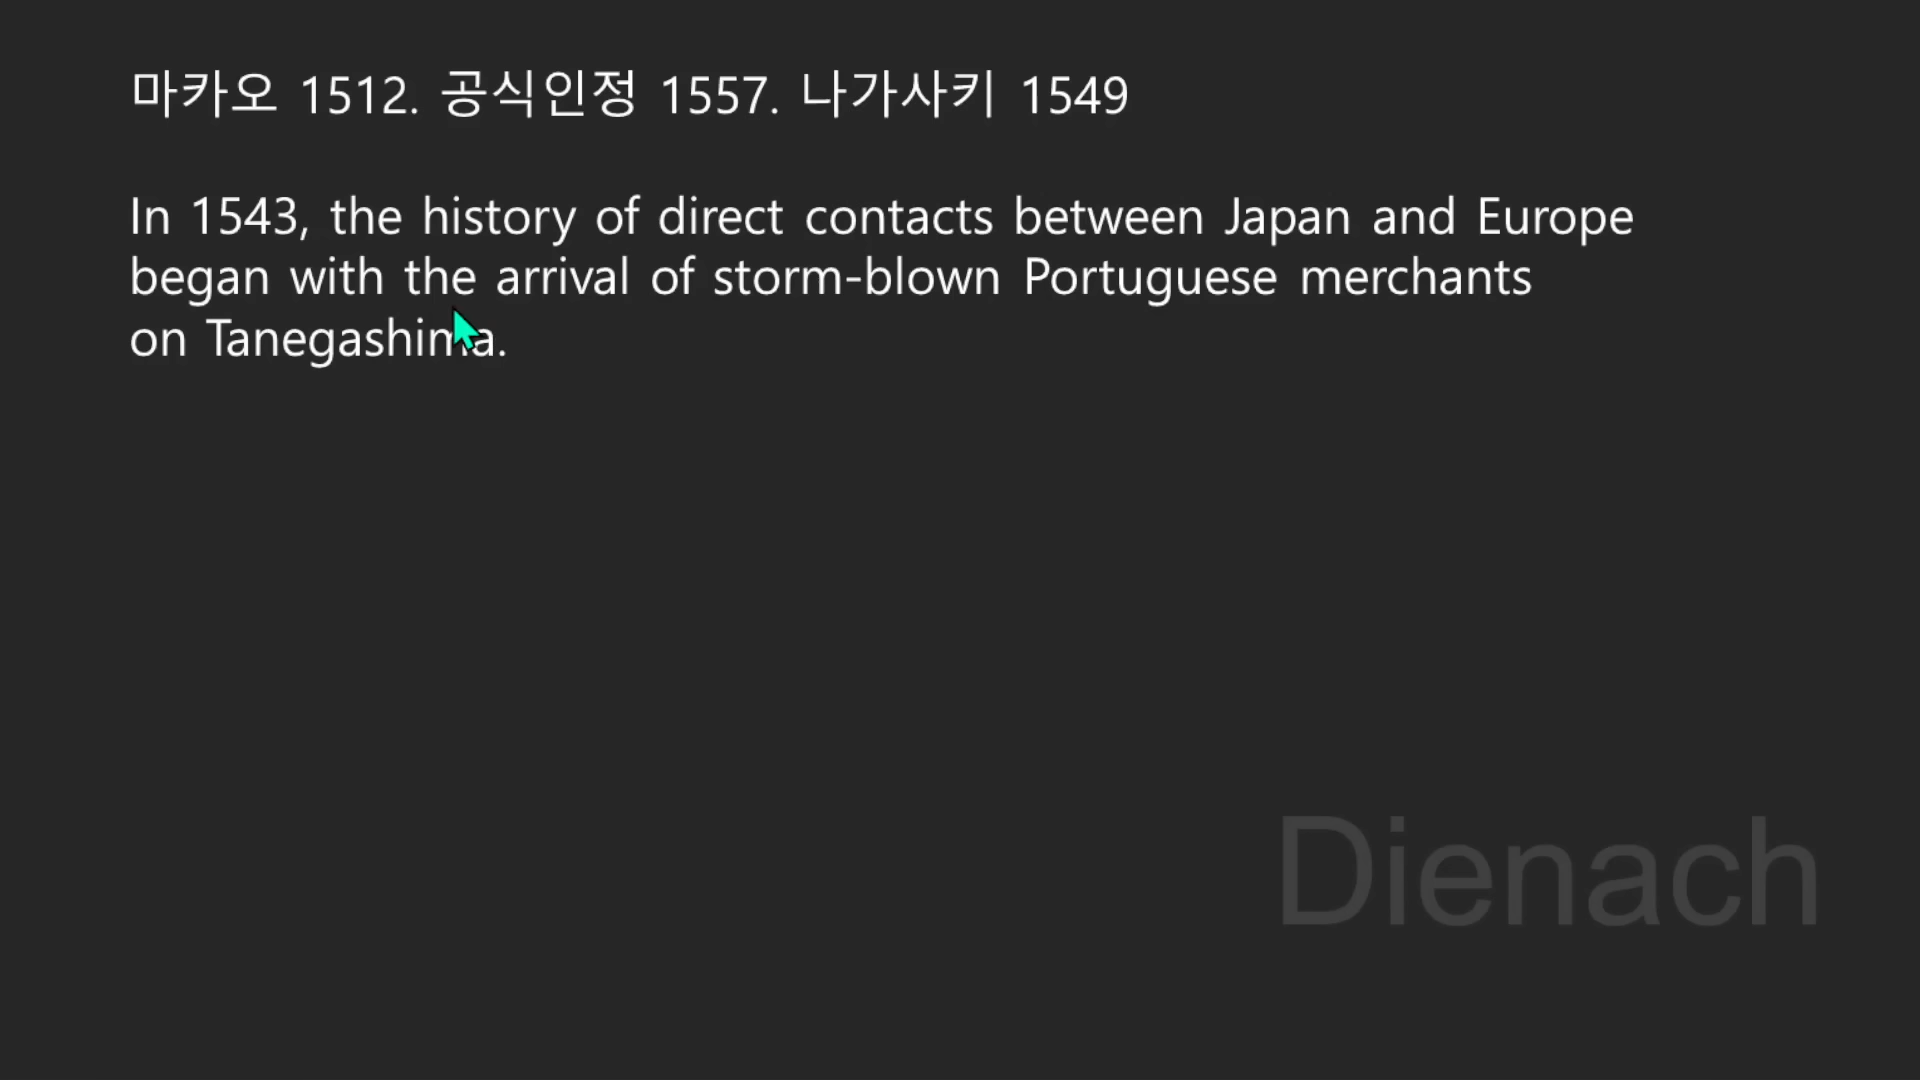 마카오 1512. 공식인정 1557. 나가사키 1549
In 1543, the history of direct contacts between Japan and Europe
began with the arrival of storm-blown Portuguese merchants
on Tanegashima.
Dienach